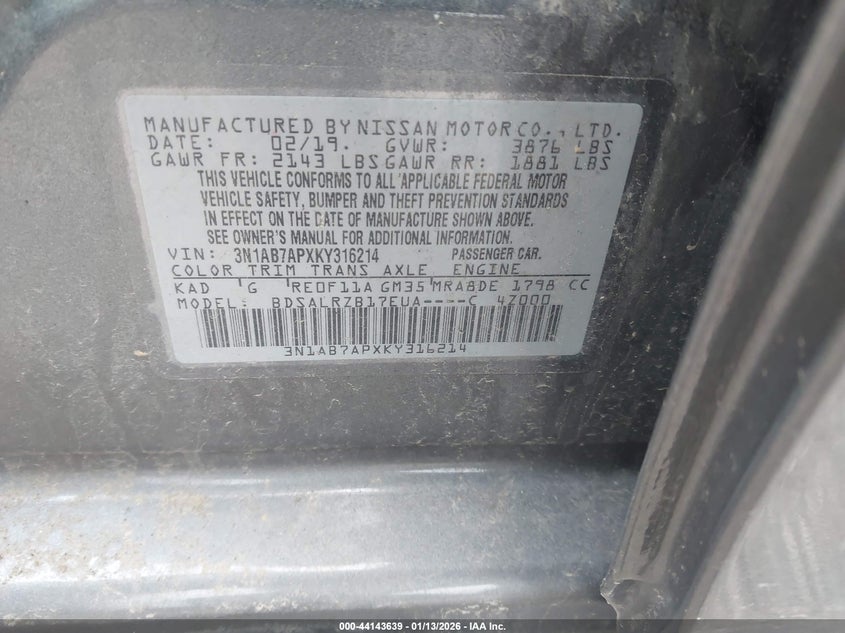 MANUFACTURED BY NISSAN MOTOR CO., LTD.
DATE: 02/19. GVWR: 3876 LBS
GAWR FR: 2143 LBS GAWR RR: 1881 LBS
THIS VEHICLE CONFORMS TO ALL APPLICABLE FEDERAL MOTOR
VEHICLE SAFETY, BUMPER AND THEFT PREVENTION STANDARDS
IN EFFECT ON THE DATE OF MANUFACTURE SHOWN ABOVE.
SEE OWNER'S MANUAL FOR ADDITIONAL INFORMATION.
VIN: 3N1AB7APXKY316214 PASSENGER CAR.
COLOR TRIM TRANS AXLE ENGINE
KAD G RE0F11A GM35 MRA8DE 1798 CC
MODEL: BDSALRZB17EUA----C 4Z000
3N1AB7APXKY316214
000-44143639 - 01/13/2026 - IAA Inc.